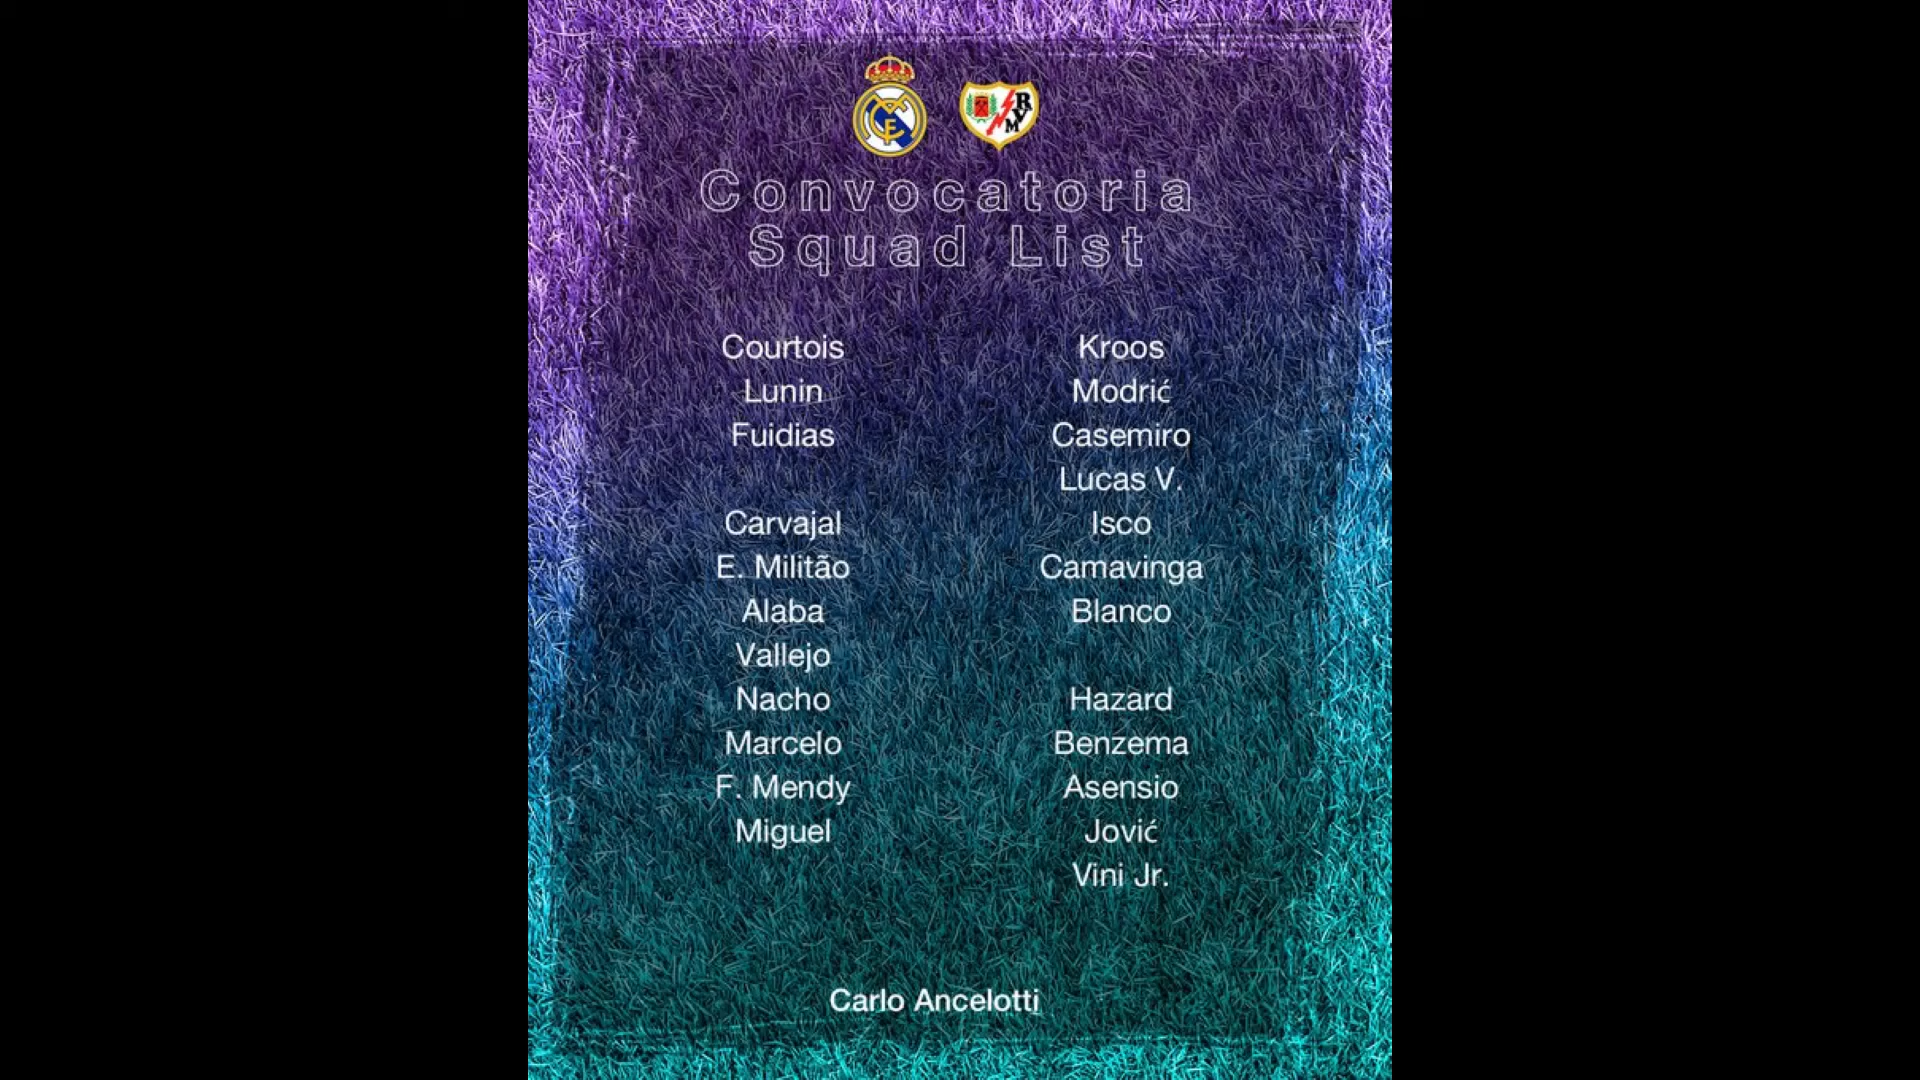 Convocatoria
Squad List
Courtois
Lunin
Fuidias
Carvajal
E. Militão
Alaba
Vallejo
Nacho
Marcelo
F. Mendy
Miguel
Kroos
Modrić
Casemiro
Lucas V.
Isco
Camavinga
Blanco
Hazard
Benzema
Asensio
Jović
Vini Jr.
Carlo Ancelotti